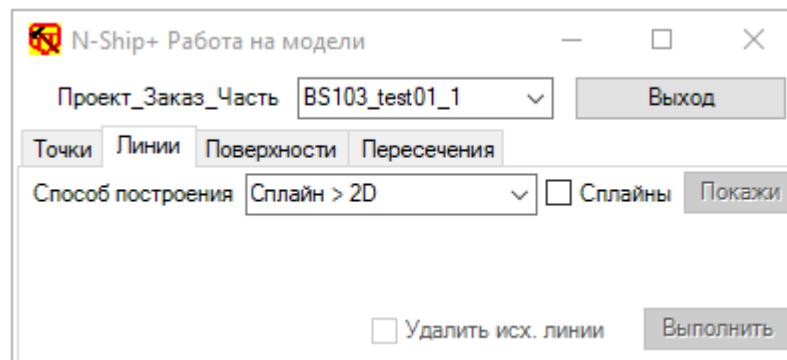 N-Ship+ Работа на модели
Проект_Заказ_Часть BS103_test01_1 Выход
Точки Линии Поверхности Пересечения
Способ построения Сплайн > 2D Сплайны Покажи
Удалить исх. линии Выполнить